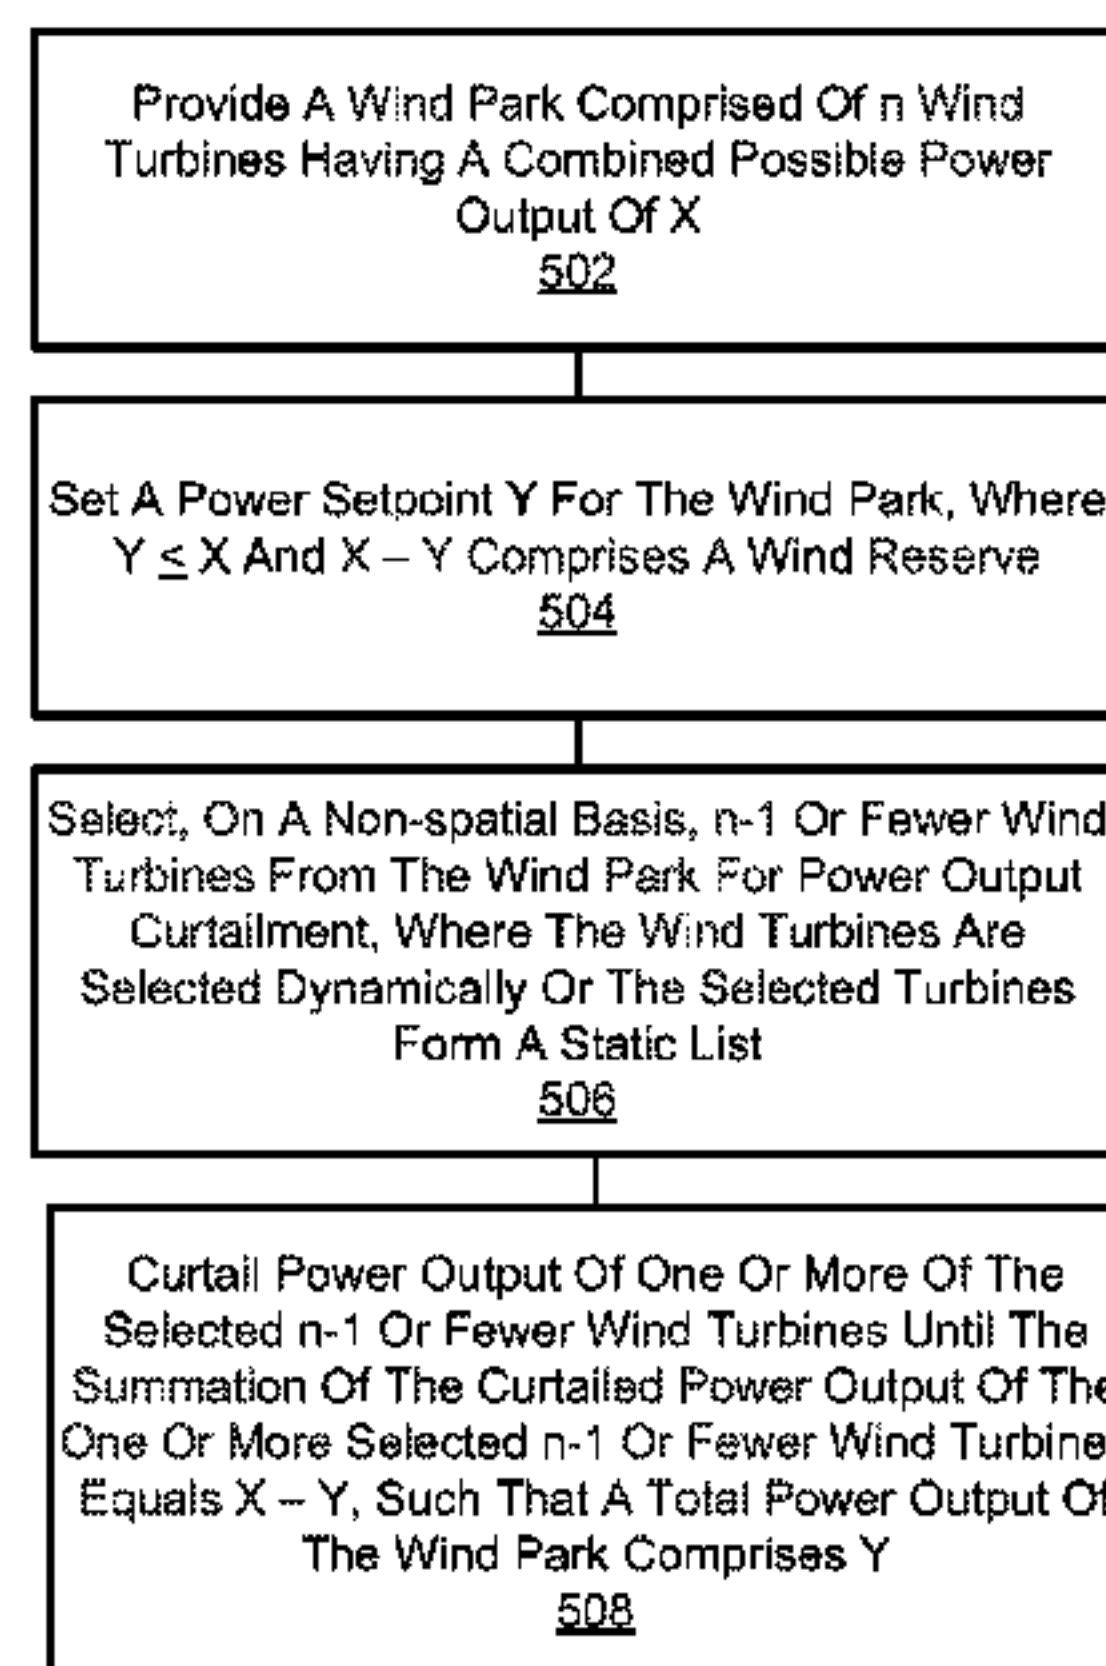 Provide A Wind Park Comprised Of n Wind
Turbines Having A Combined Possible Power
Output Of X
502
Set A Power Setpoint Y For The Wind Park, Where
Y ≤ X And X – Y Comprises A Wind Reserve
504
Select, On A Non-spatial Basis, n-1 Or Fewer Wind
Turbines From The Wind Park For Power Output
Curtailment, Where The Wind Turbines Are
Selected Dynamically Or The Selected Turbines
Form A Static List
506
Curtail Power Output Of One Or More Of The
Selected n-1 Or Fewer Wind Turbines Until The
Summation Of The Curtailed Power Output Of The
One Or More Selected n-1 Or Fewer Wind Turbine
Equals X – Y, Such That A Total Power Output Of
The Wind Park Comprises Y
508